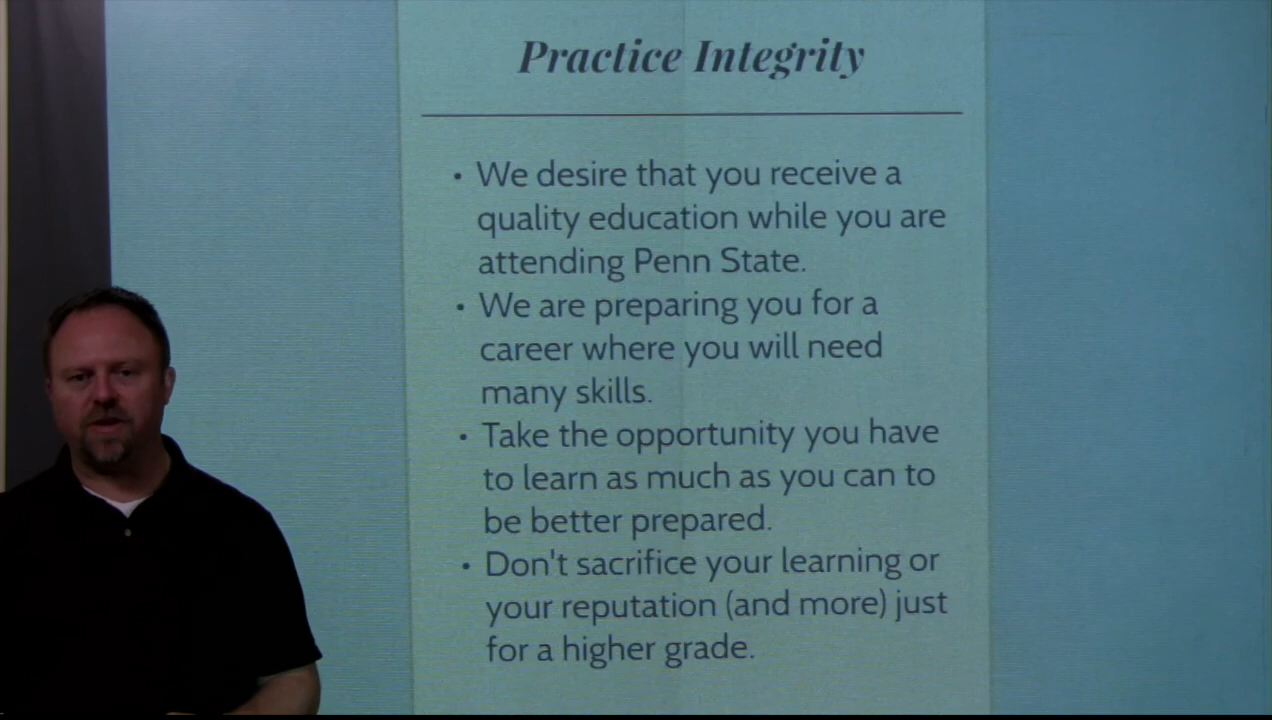 Practice Integrity
• We desire that you receive a
quality education while you are
attending Penn State.
• We are preparing you for a
career where you will need
many skills.
• Take the opportunity you have
to learn as much as you can to
be better prepared.
• Don't sacrifice your learning or
your reputation (and more) just
for a higher grade.